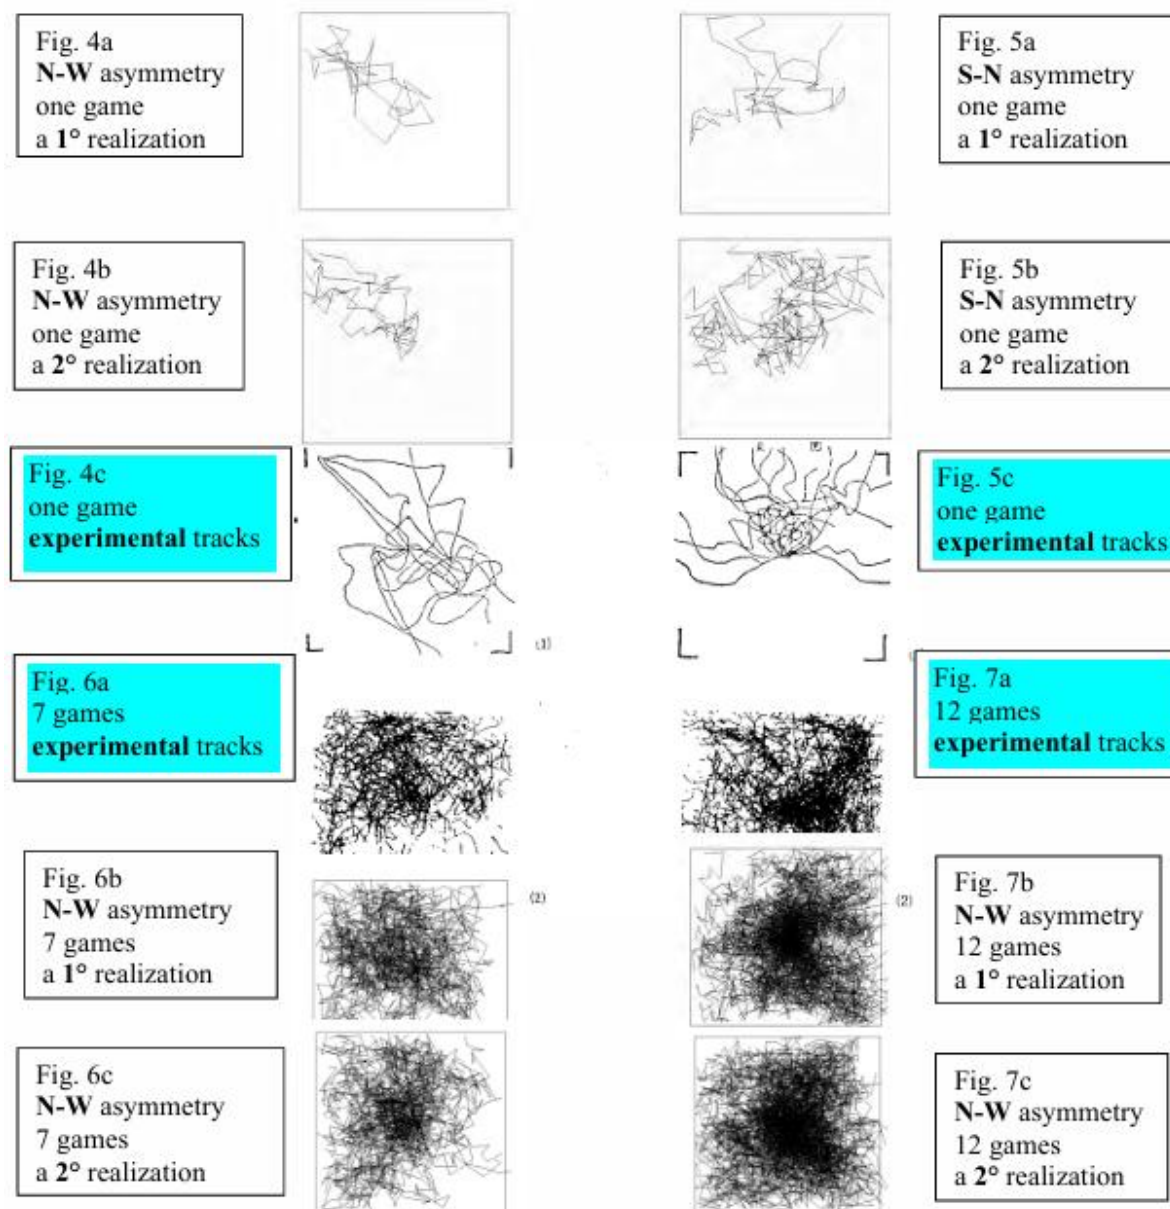 Fig. 4a
N-W asymmetry
one game
a 1° realization
Fig. 5a
S-N asymmetry
one game
a 1° realization
Fig. 4b
N-W asymmetry
one game
a 2° realization
Fig. 5b
S-N asymmetry
one game
a 2° realization
Fig. 4c
one game
experimental tracks
Fig. 5c
one game
experimental tracks
(1)
Fig. 6a
7 games
experimental tracks
Fig. 7a
12 games
experimental tracks
Fig. 6b
N-W asymmetry
7 games
a 1° realization
(2)
(2)
Fig. 7b
N-W asymmetry
12 games
a 1° realization
Fig. 6c
N-W asymmetry
7 games
a 2° realization
Fig. 7c
N-W asymmetry
12 games
a 2° realization